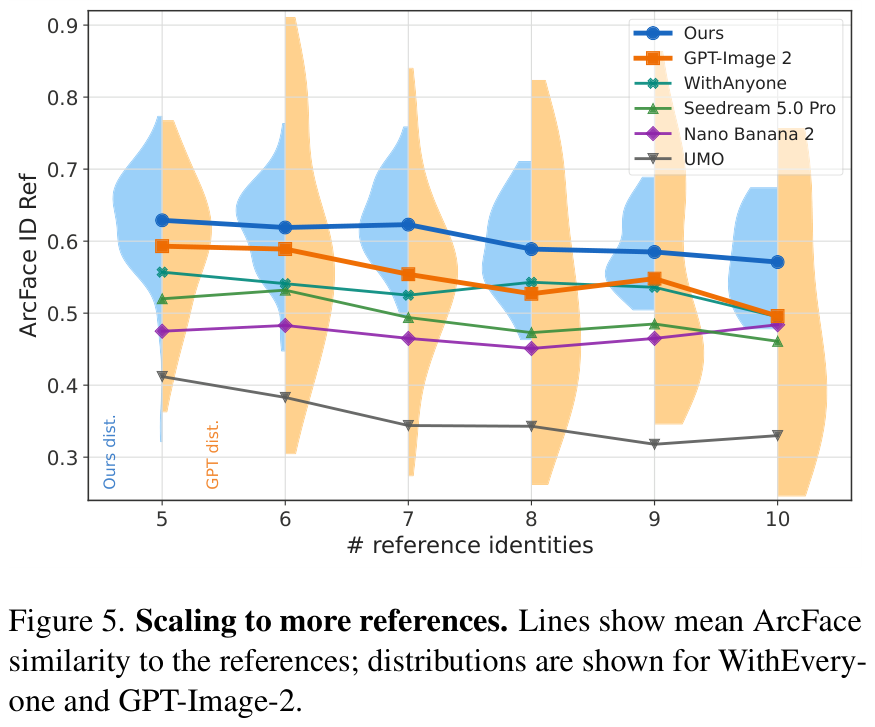 0.9
0.8
0.7
0.6
0.5
0.4
0.3
ArcFace ID Ref
Ours
GPT-Image 2
WithAnyone
Seedream 5.0 Pro
Nano Banana 2
UMO
Ours dist.
GPT dist.
5 6 7 8 9 10
# reference identities
Figure 5. Scaling to more references. Lines show mean ArcFace
similarity to the references; distributions are shown for WithEvery-
one and GPT-Image-2.